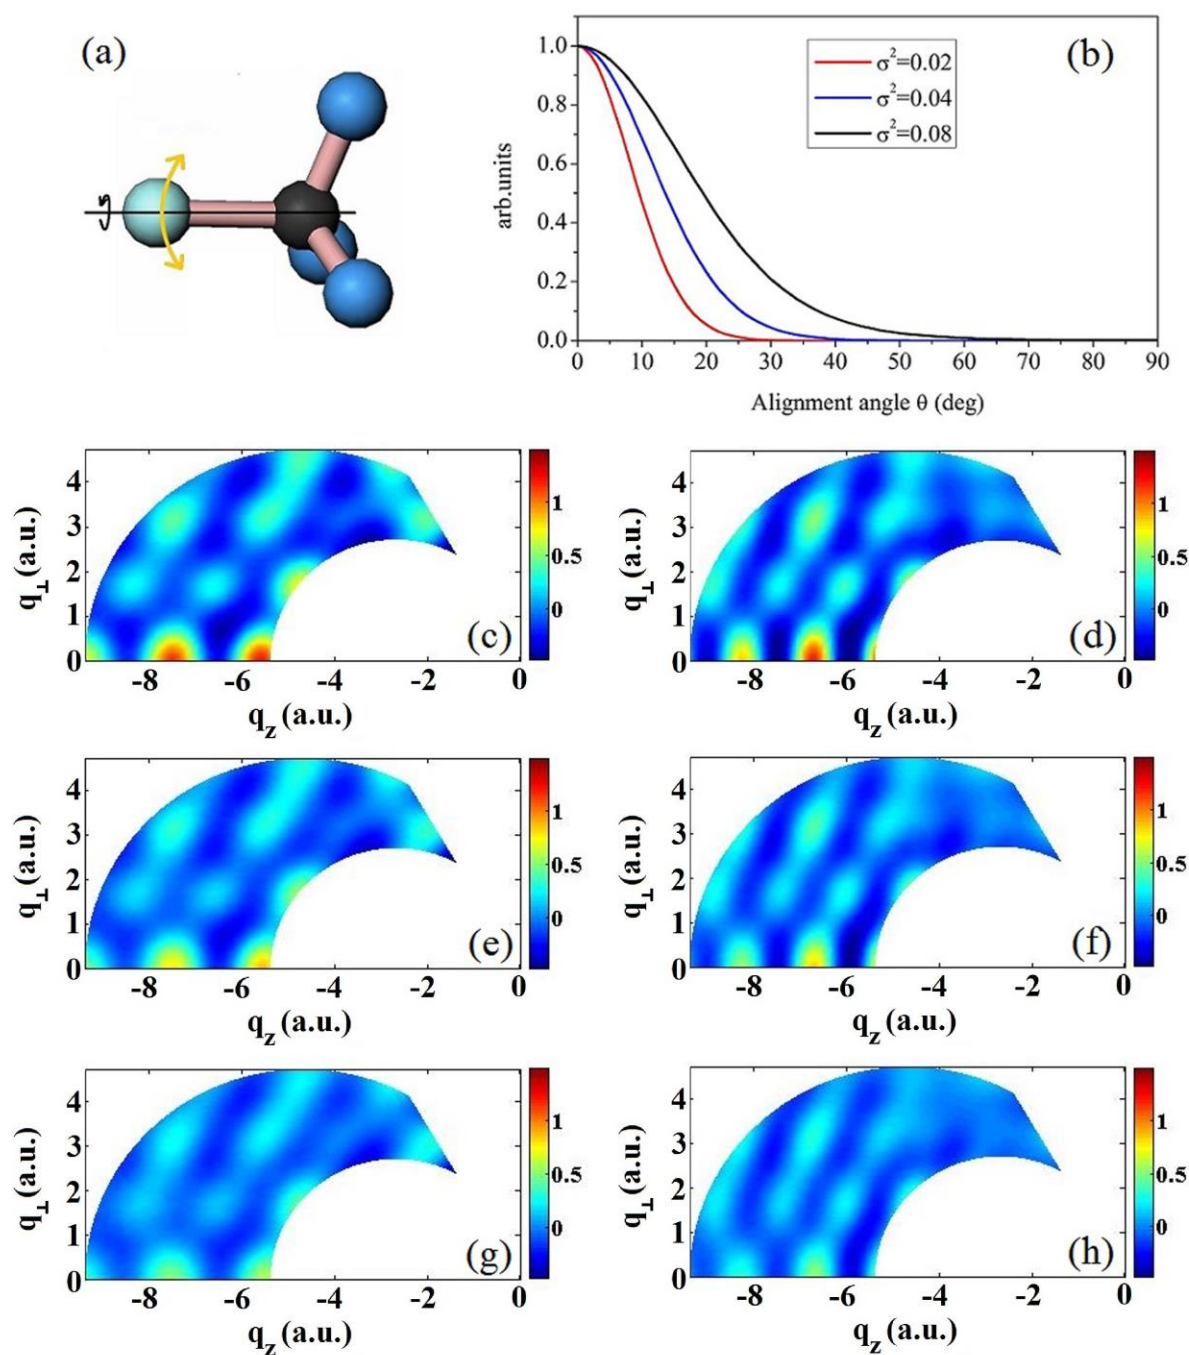 (a)
(b)
1.0
0.8
0.6
0.4
0.2
0.0
arb.units
σ²=0.02
σ²=0.04
σ²=0.08
0 10 20 30 40 50 60 70 80 90
Alignment angle θ (deg)
4
3
2
1
0
q⊥ (a.u.)
(c)
-8 -6 -4 -2 0
q_z (a.u.)
1
0.5
0
4
3
2
1
0
q⊥ (a.u.)
(d)
-8 -6 -4 -2 0
q_z (a.u.)
1
0.5
0
4
3
2
1
0
q⊥ (a.u.)
(e)
-8 -6 -4 -2 0
q_z (a.u.)
1
0.5
0
4
3
2
1
0
q⊥ (a.u.)
(f)
-8 -6 -4 -2 0
q_z (a.u.)
1
0.5
0
4
3
2
1
0
q⊥ (a.u.)
(g)
-8 -6 -4 -2 0
q_z (a.u.)
1
0.5
0
4
3
2
1
0
q⊥ (a.u.)
(h)
-8 -6 -4 -2 0
q_z (a.u.)
1
0.5
0